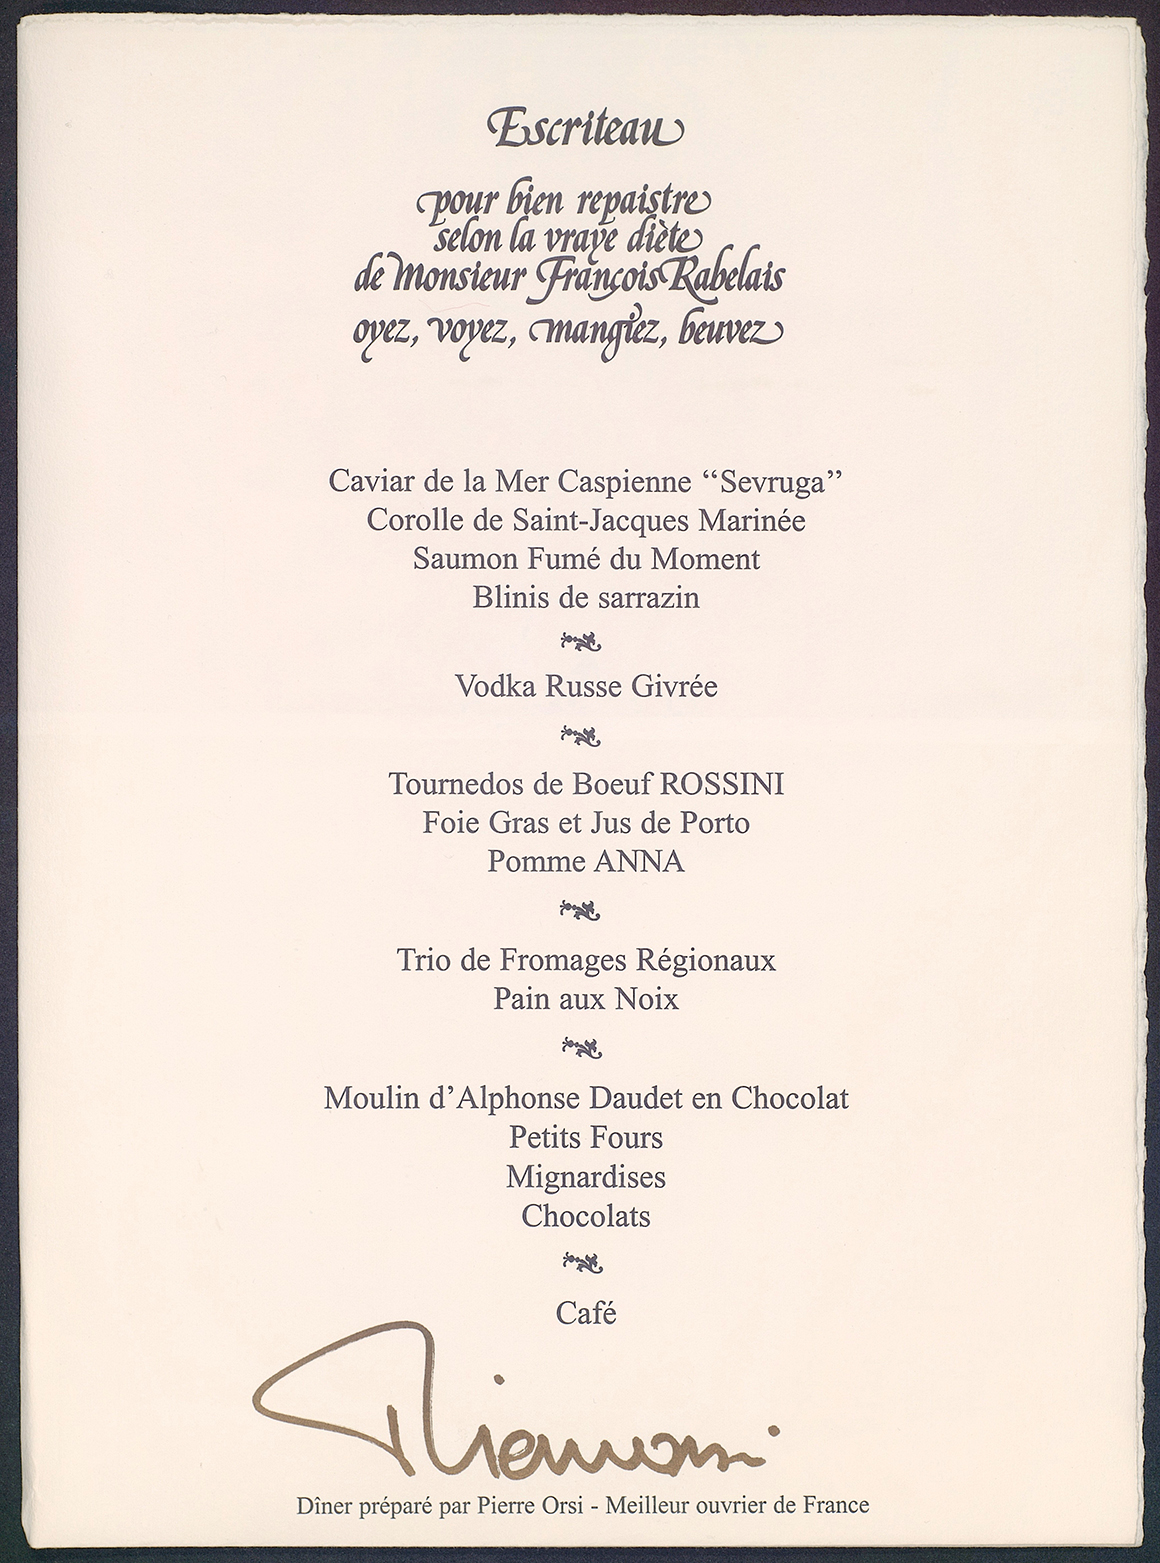 Escriteau
pour bien repaistre
selon la vraye diète
de Monsieur François Rabelais
oyez, voyez, mangiez, beuvez
Caviar de la Mer Caspienne “Sevruga”
Corolle de Saint-Jacques Marinée
Saumon Fumé du Moment
Blinis de sarrazin
Vodka Russe Givrée
Tournedos de Boeuf ROSSINI
Foie Gras et Jus de Porto
Pomme ANNA
Trio de Fromages Régionaux
Pain aux Noix
Moulin d’Alphonse Daudet en Chocolat
Petits Fours
Mignardises
Chocolats
Café
Dîner préparé par Pierre Orsi - Meilleur ouvrier de France